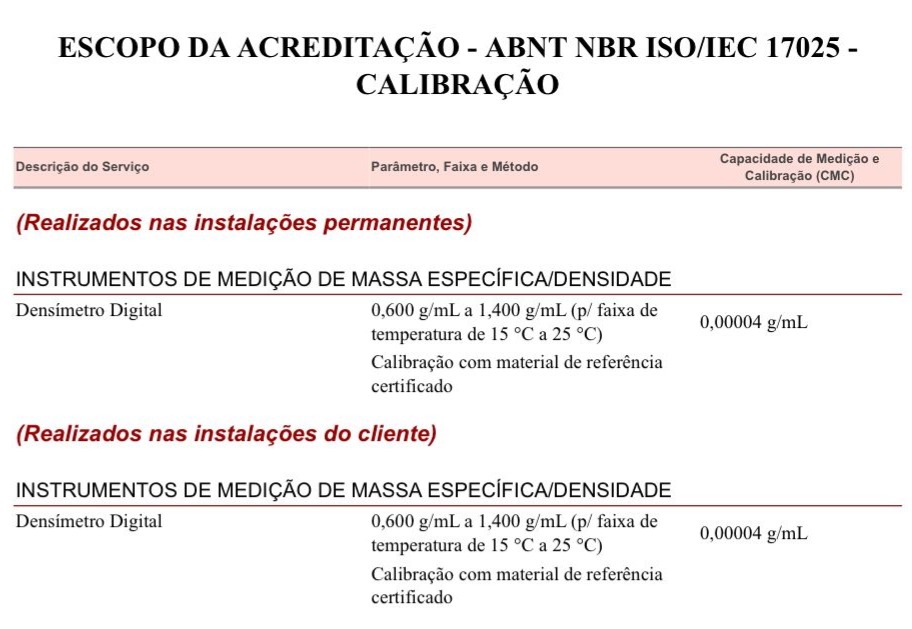 ESCOPO DA ACREDITAÇÃO - ABNT NBR ISO/IEC 17025 -
CALIBRAÇÃO
Descrição do Serviço
Parâmetro, Faixa e Método
Capacidade de Medição e
Calibração (CMC)
(Realizados nas instalações permanentes)
INSTRUMENTOS DE MEDIÇÃO DE MASSA ESPECÍFICA/DENSIDADE
Densímetro Digital
0,600 g/mL a 1,400 g/mL (p/ faixa de
temperatura de 15 °C a 25 °C)
0,00004 g/mL
Calibração com material de referência
certificado
(Realizados nas instalações do cliente)
INSTRUMENTOS DE MEDIÇÃO DE MASSA ESPECÍFICA/DENSIDADE
Densímetro Digital
0,600 g/mL a 1,400 g/mL (p/ faixa de
temperatura de 15 °C a 25 °C)
0,00004 g/mL
Calibração com material de referência
certificado